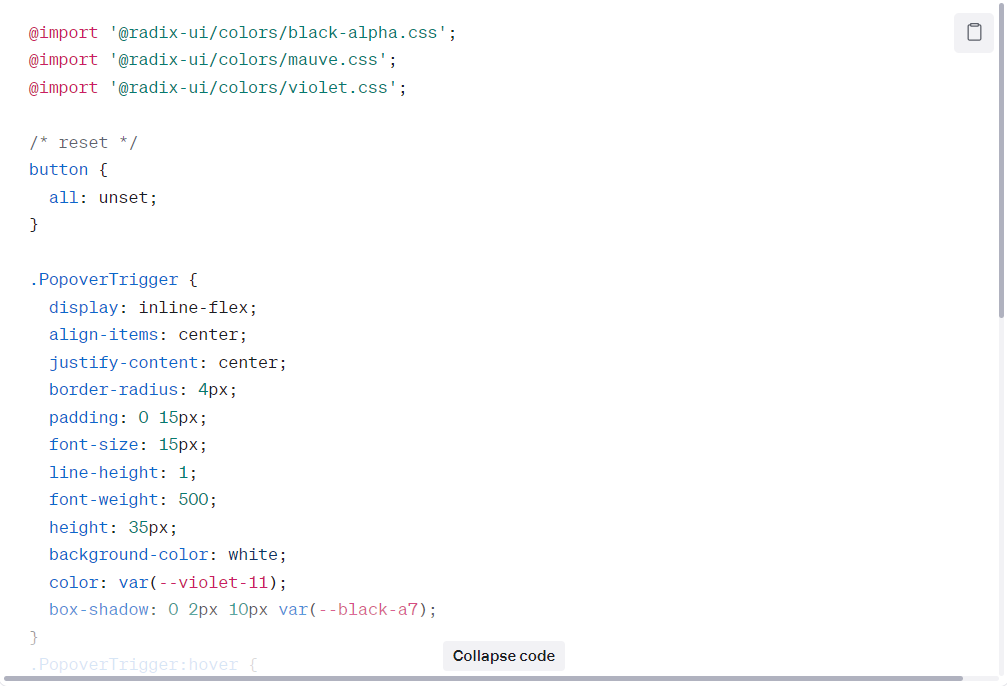 @import '@radix-ui/colors/black-alpha.css';
@import '@radix-ui/colors/mauve.css';
@import '@radix-ui/colors/violet.css';

/* reset */
button {
  all: unset;
}

.PopoverTrigger {
  display: inline-flex;
  align-items: center;
  justify-content: center;
  border-radius: 4px;
  padding: 0 15px;
  font-size: 15px;
  line-height: 1;
  font-weight: 500;
  height: 35px;
  background-color: white;
  color: var(--violet-11);
  box-shadow: 0 2px 10px var(--black-a7);
}
.PopoverTrigger:hover {
Collapse code